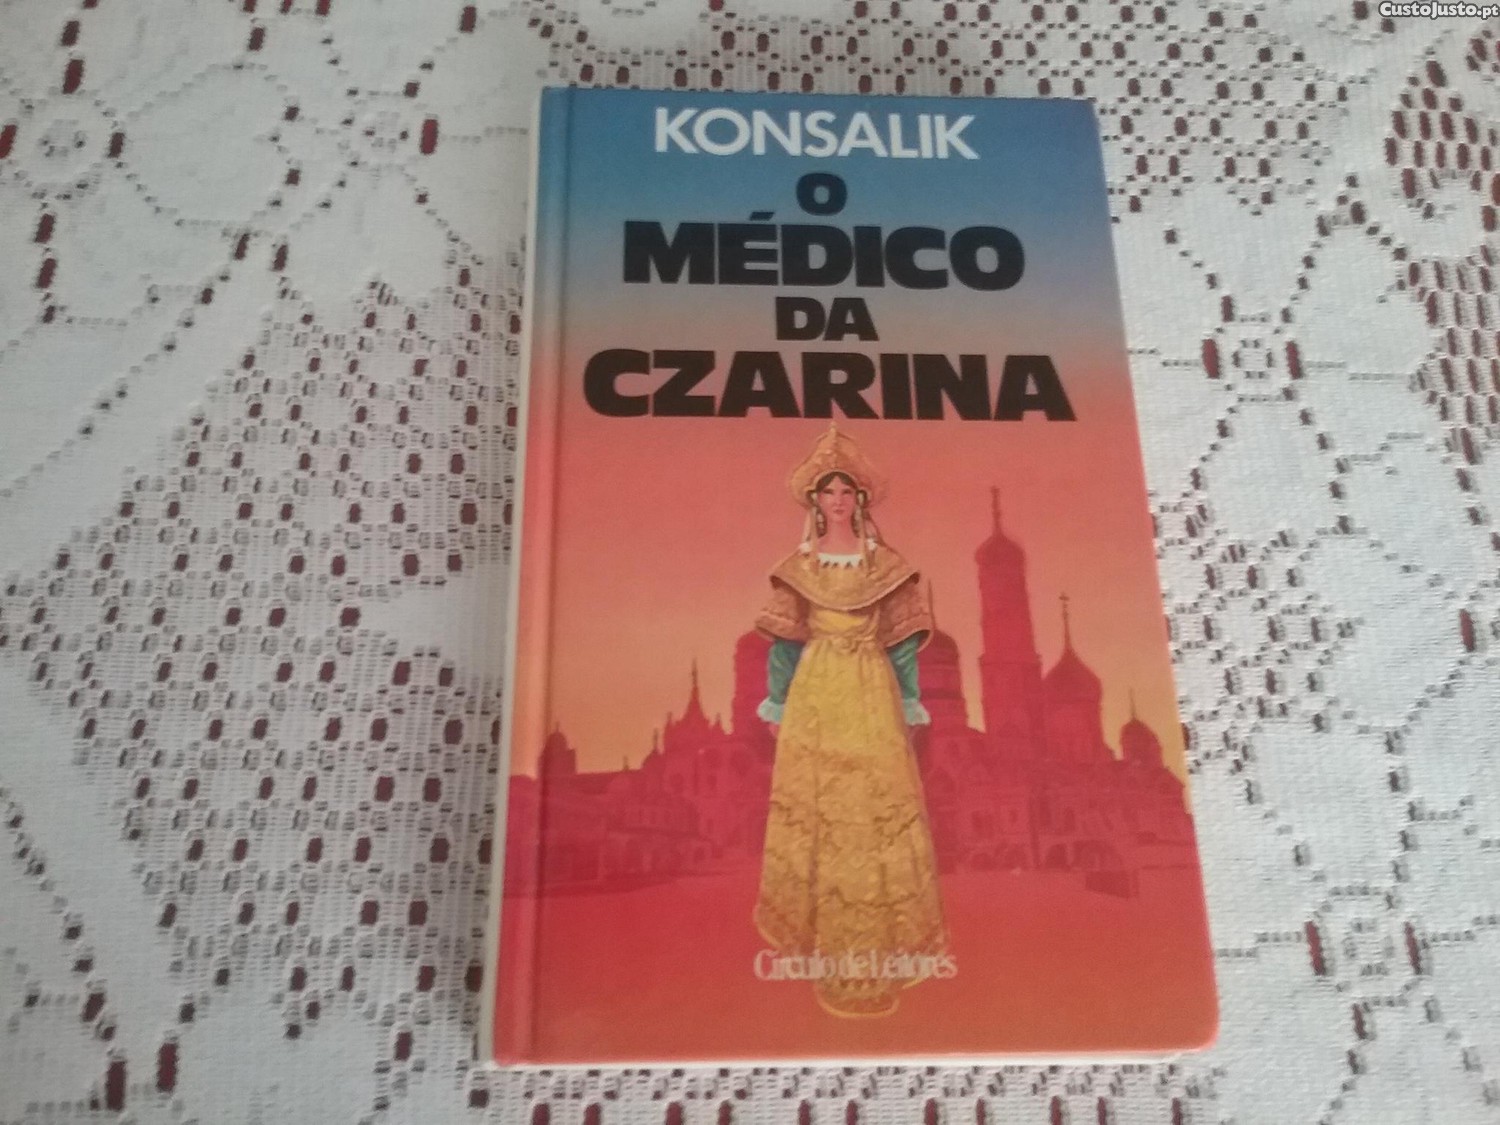 CustoJusto.pt
KONSALIK
O
MÉDICO
DA
CZARINA
Círculo de Leitores